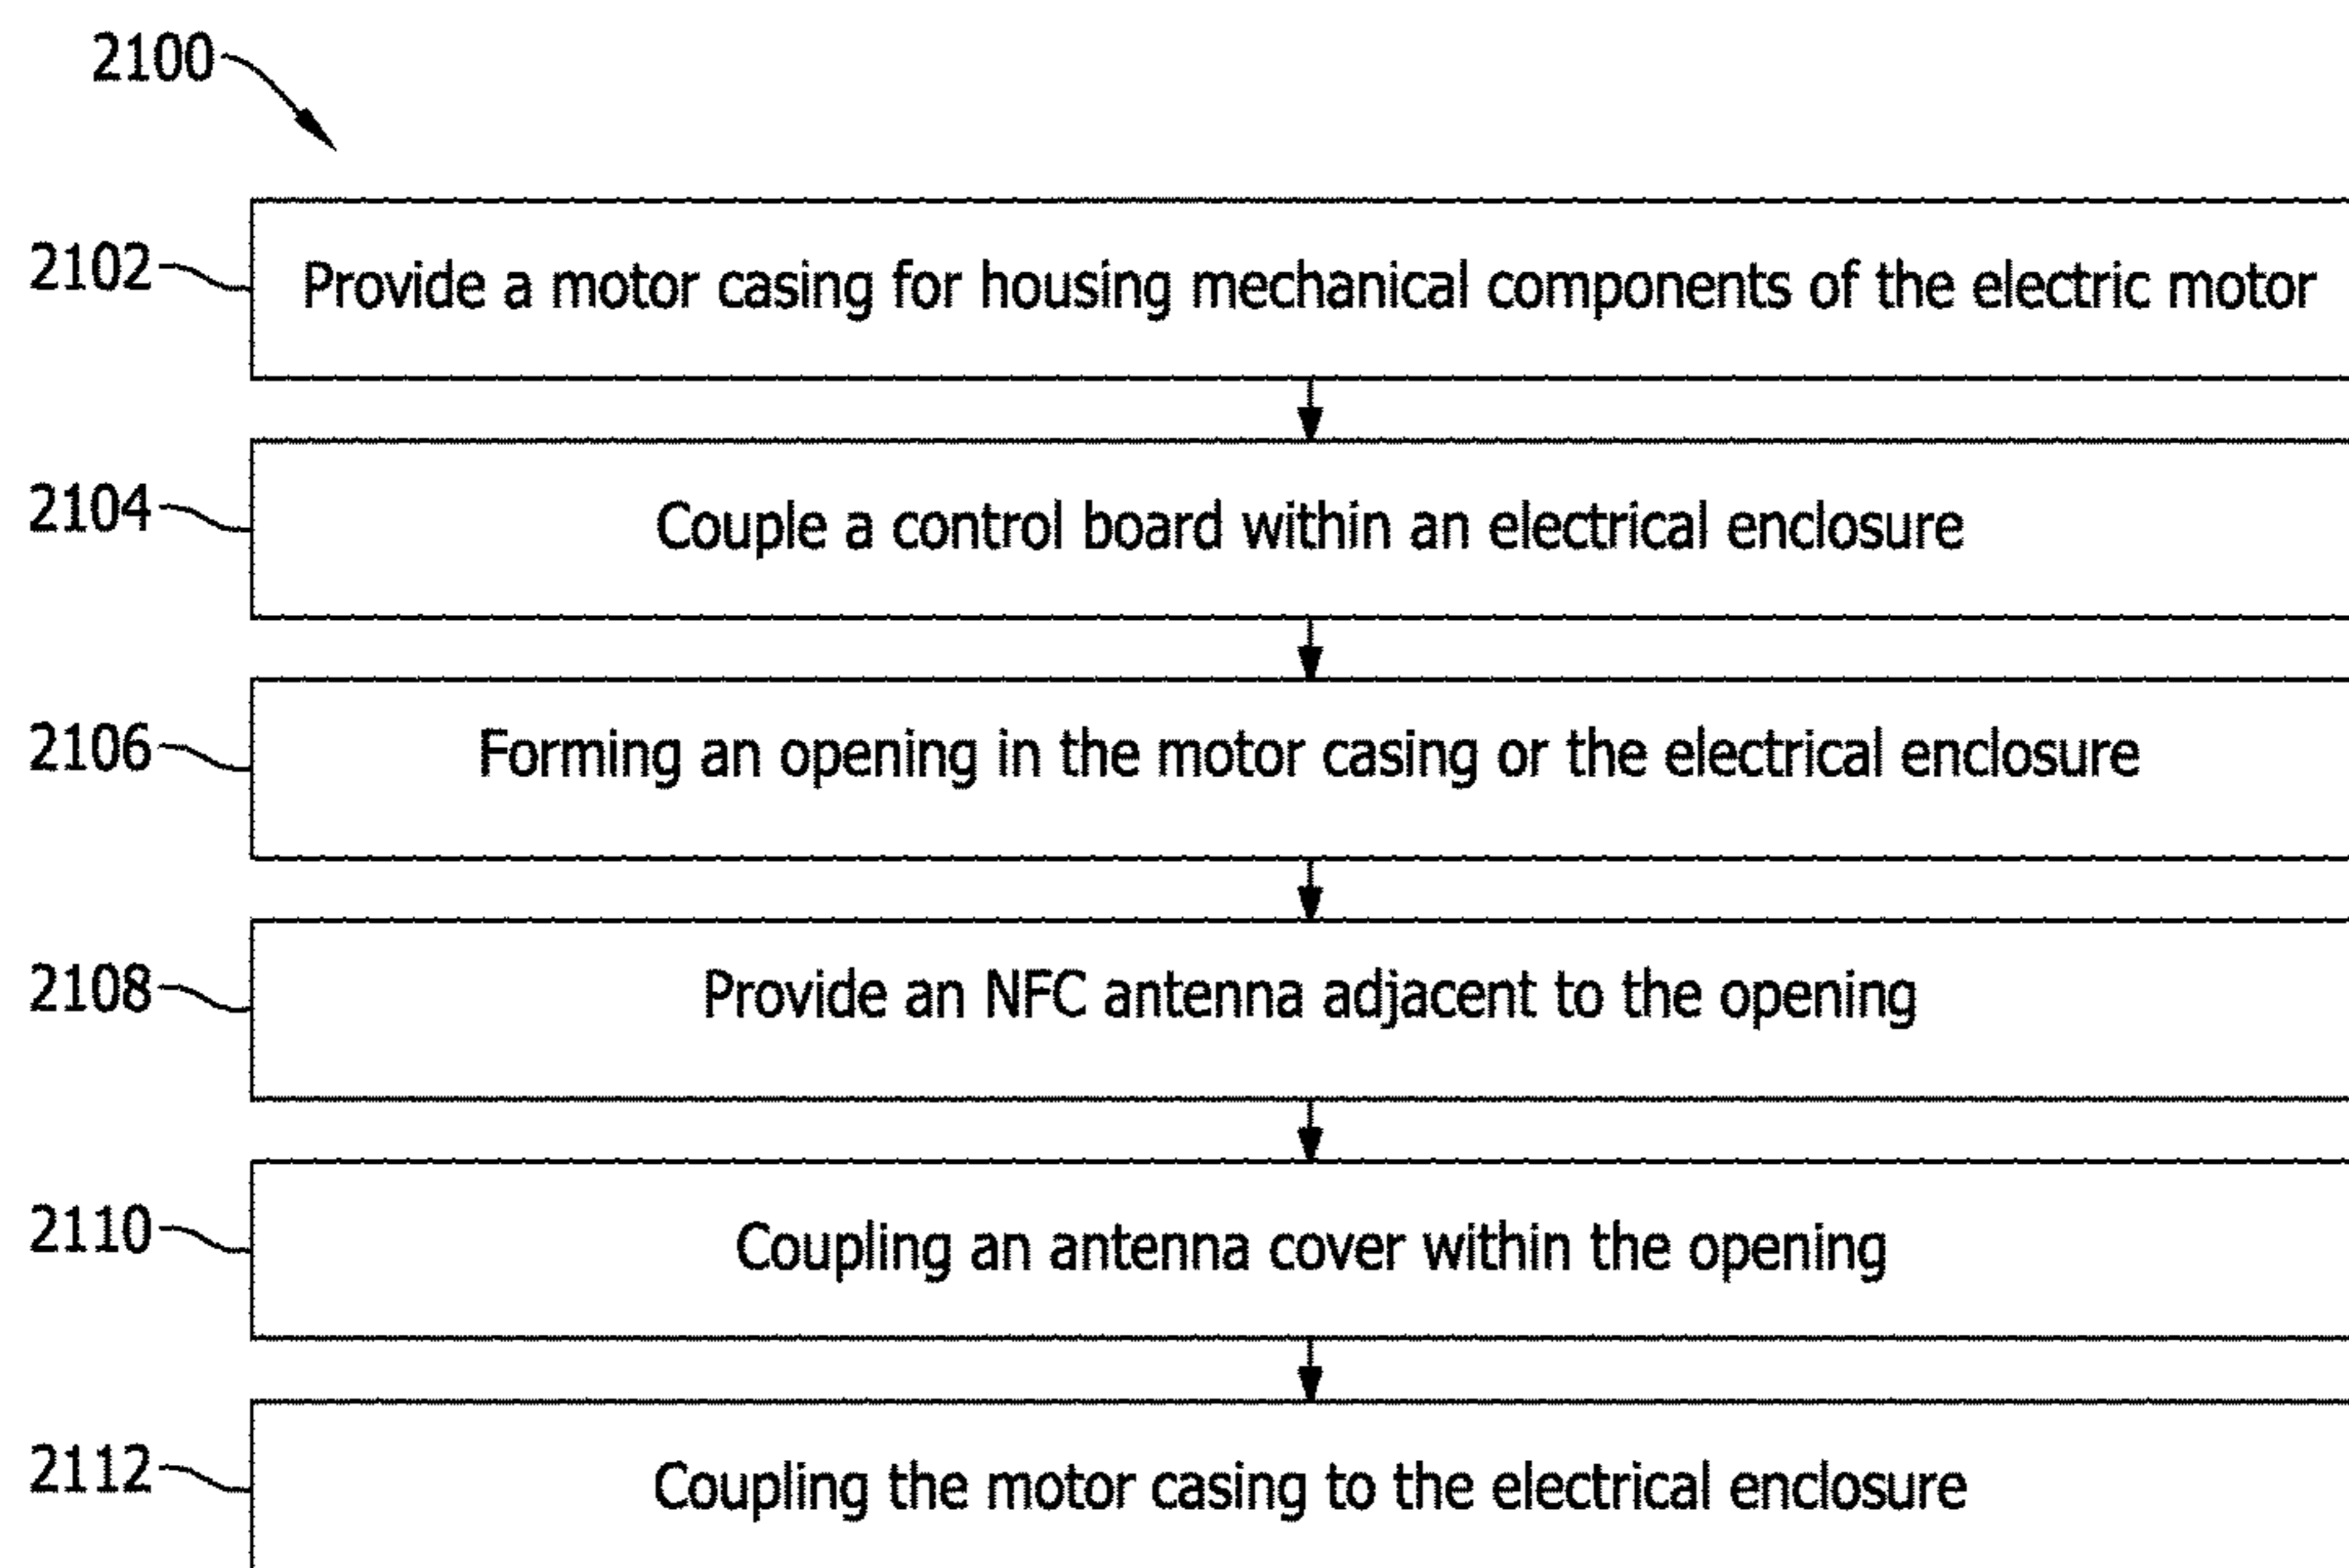 2100
2102 Provide a motor casing for housing mechanical components of the electric motor
2104 Couple a control board within an electrical enclosure
2106 Forming an opening in the motor casing or the electrical enclosure
2108 Provide an NFC antenna adjacent to the opening
2110 Coupling an antenna cover within the opening
2112 Coupling the motor casing to the electrical enclosure